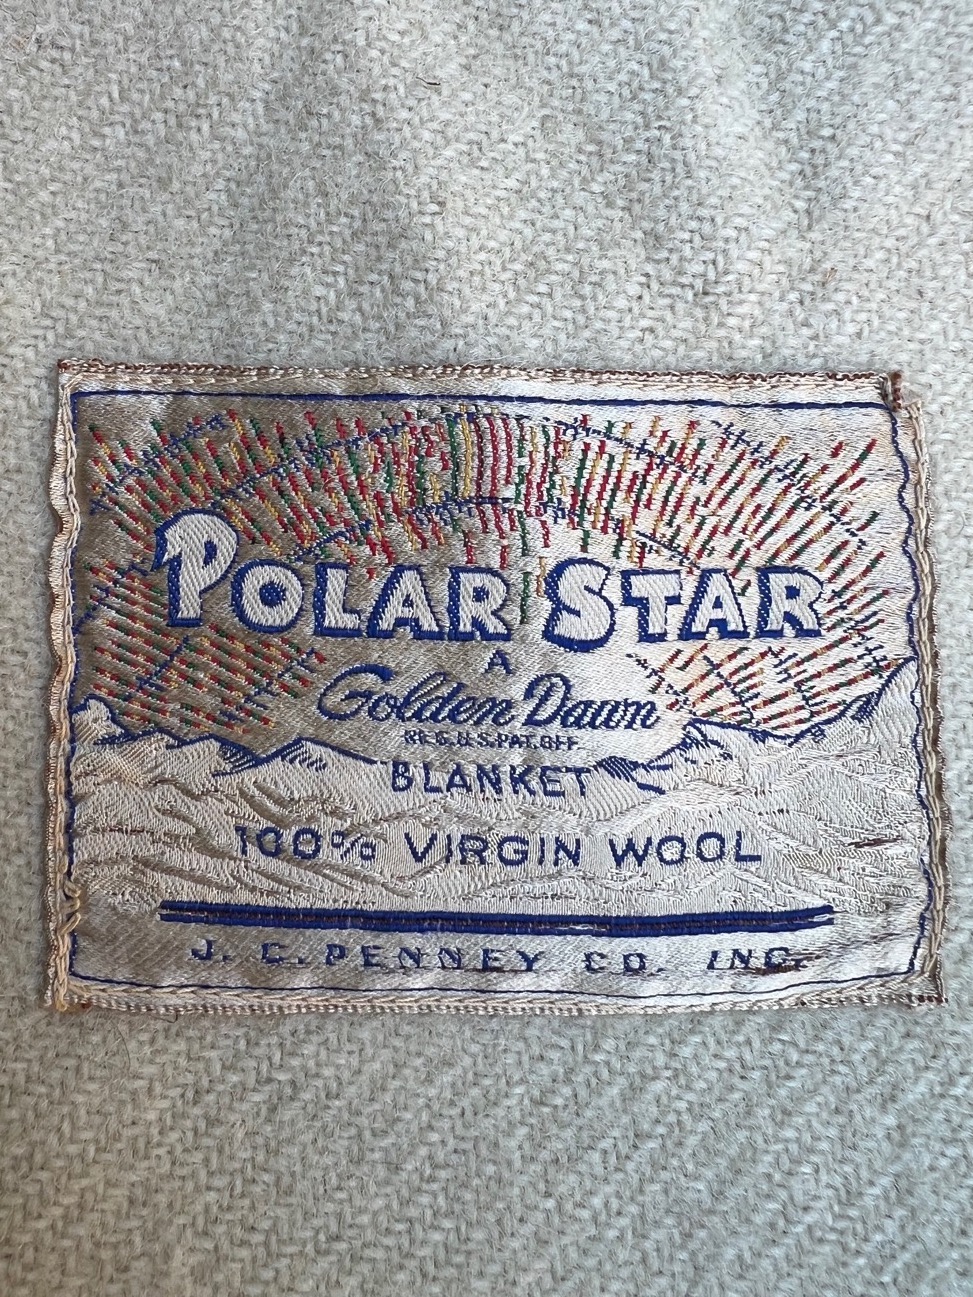 POLAR STAR
A
Golden Dawn
REG. U.S. PAT. OFF.
BLANKET
100% VIRGIN WOOL
J. C. PENNEY CO. INC.